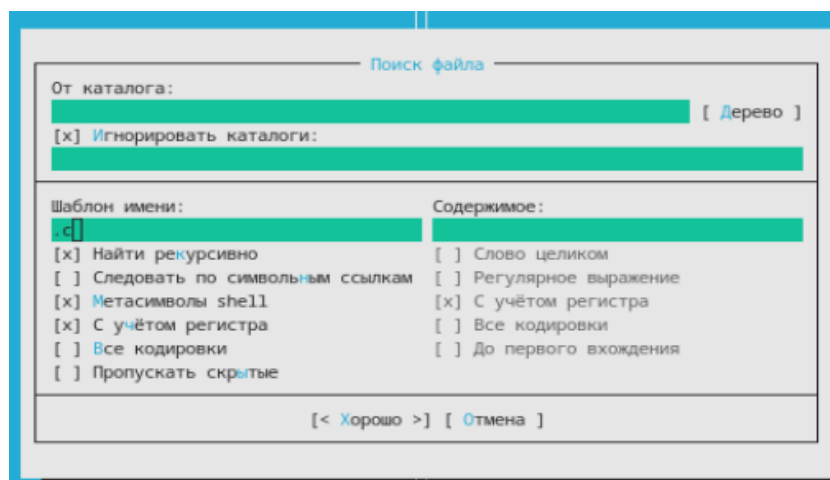 Поиск файла
От каталога:
[ Дерево ]
[x] Игнорировать каталоги:
Шаблон имени:
.c
[x] Найти рекурсивно
[ ] Следовать по символьным ссылкам
[x] Метасимволы shell
[x] С учётом регистра
[ ] Все кодировки
[ ] Пропускать скрытые
Содержимое:
[ ] Слово целиком
[ ] Регулярное выражение
[x] С учётом регистра
[ ] Все кодировки
[ ] До первого вхождения
[< Хорошо >] [ Отмена ]